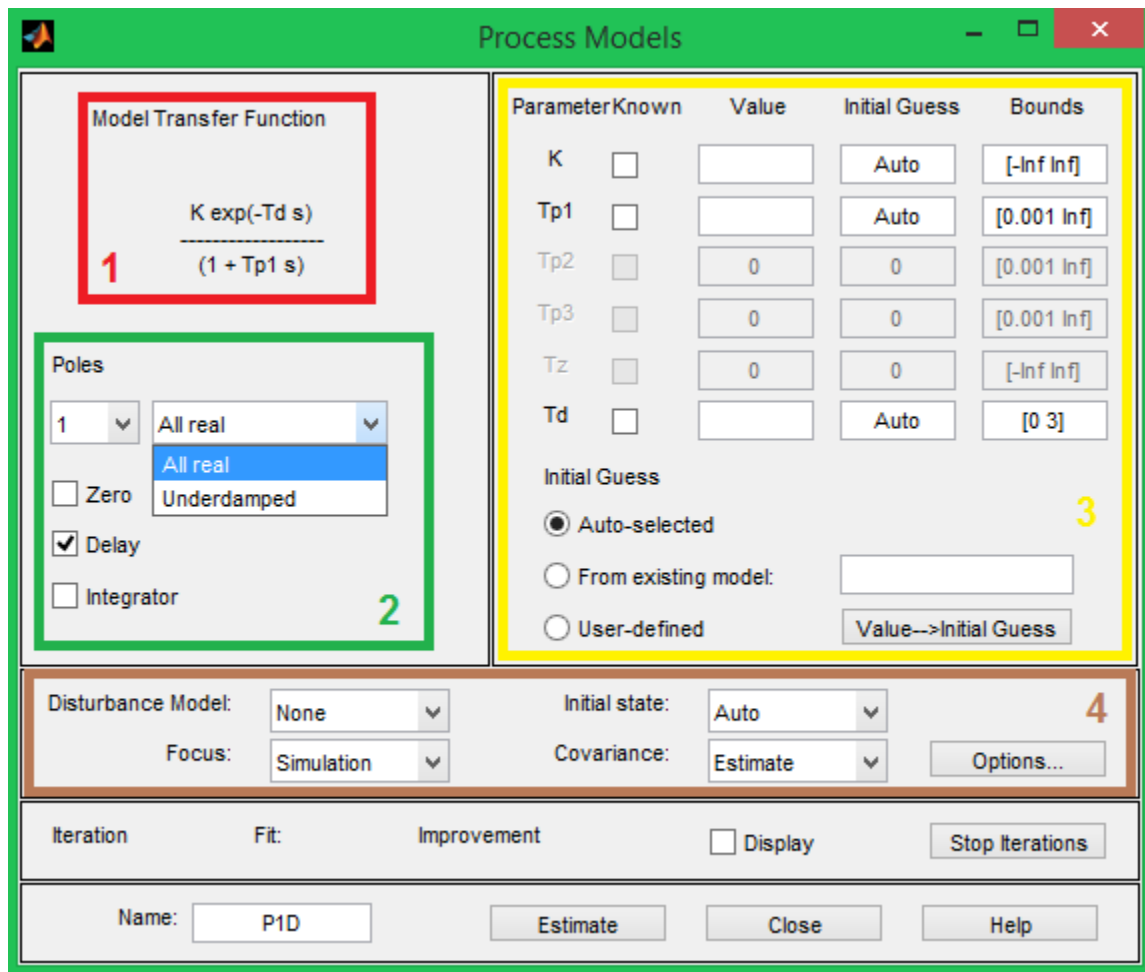 Process Models
Model Transfer Function
K exp(-Td s)
-------------------
(1 + Tp1 s)
1
Poles
1 All real
All real
Underdamped
Zero
Delay
Integrator
2
Parameter Known Value Initial Guess Bounds
K Auto [-Inf Inf]
Tp1 Auto [0.001 Inf]
Tp2 0 0 [0.001 Inf]
Tp3 0 0 [0.001 Inf]
Tz 0 0 [-Inf Inf]
Td Auto [0 3]
Initial Guess
3
Auto-selected
From existing model:
User-defined Value-->Initial Guess
Disturbance Model: None Initial state: Auto 4
Focus: Simulation Covariance: Estimate Options...
Iteration Fit: Improvement Display Stop Iterations
Name: P1D Estimate Close Help